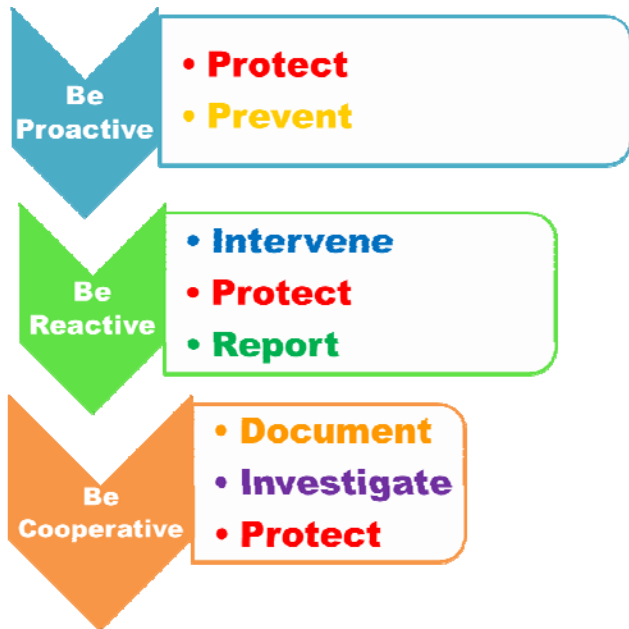 Be
Proactive
• Protect
• Prevent
Be
Reactive
• Intervene
• Protect
• Report
Be
Cooperative
• Document
• Investigate
• Protect